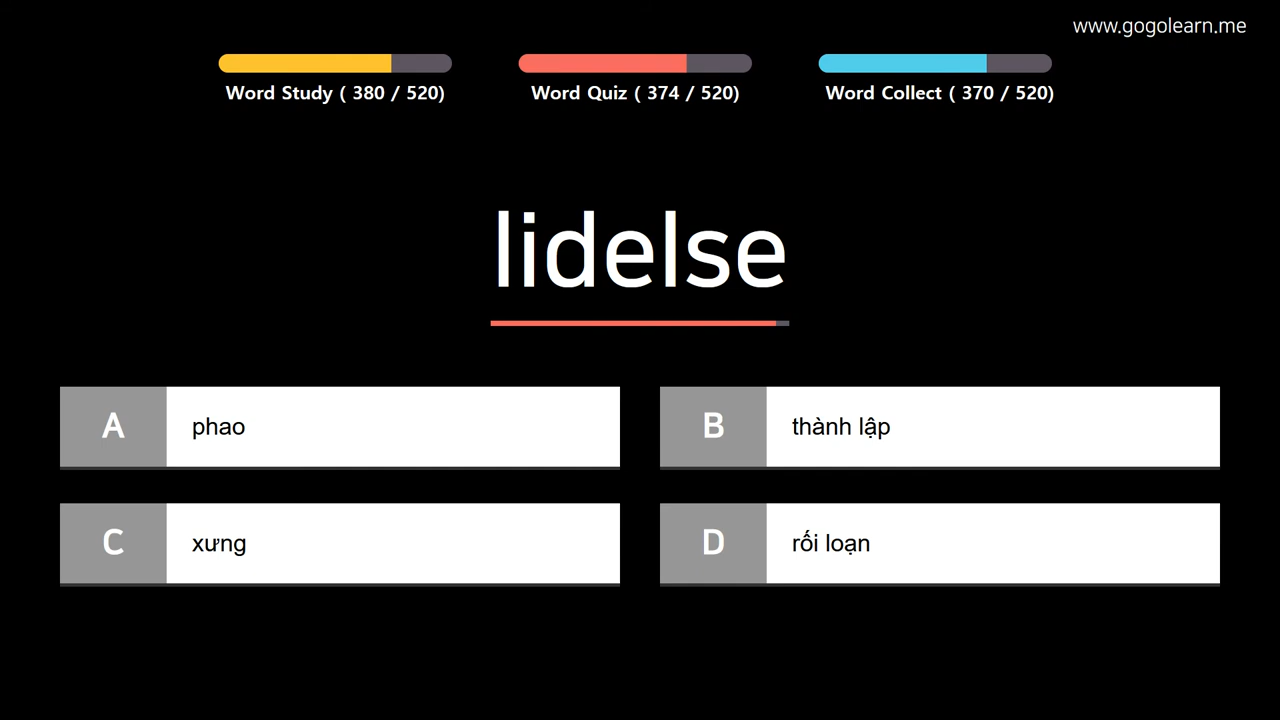 www.gogolearn.me
Word Study ( 380 / 520)
Word Quiz ( 374 / 520)
Word Collect ( 370 / 520)
lidelse
A phao
B thành lập
C xưng
D rối loạn